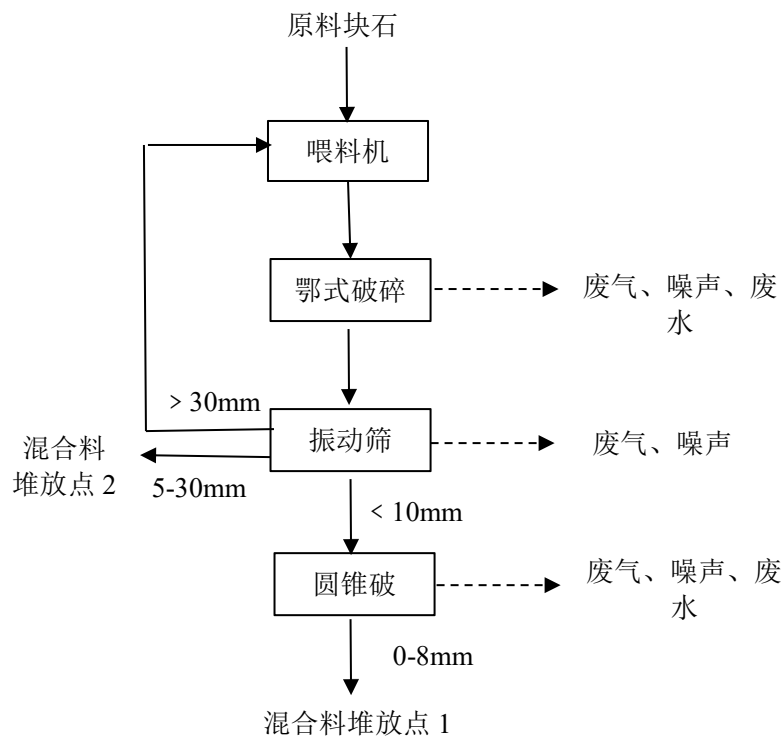 原料块石
喂料机
鄂式破碎
废气、噪声、废
水
﹥30mm
振动筛
废气、噪声
混合料
堆放点 2
5-30mm
﹤10mm
圆锥破
废气、噪声、废
水
0-8mm
混合料堆放点 1